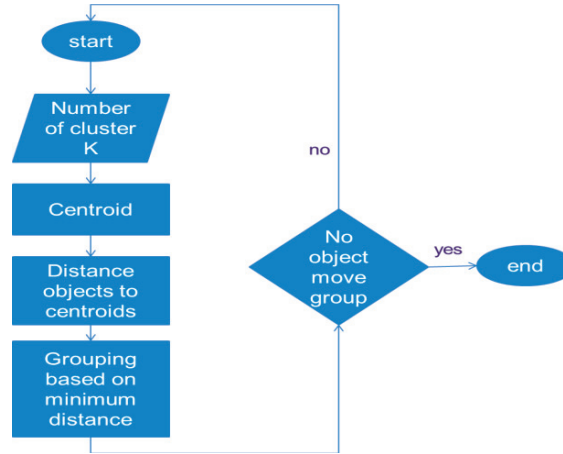 start
Number
of cluster
K
Centroid
Distance
objects to
centroids
Grouping
based on
minimum
distance
no
No
object
move
group
yes
end